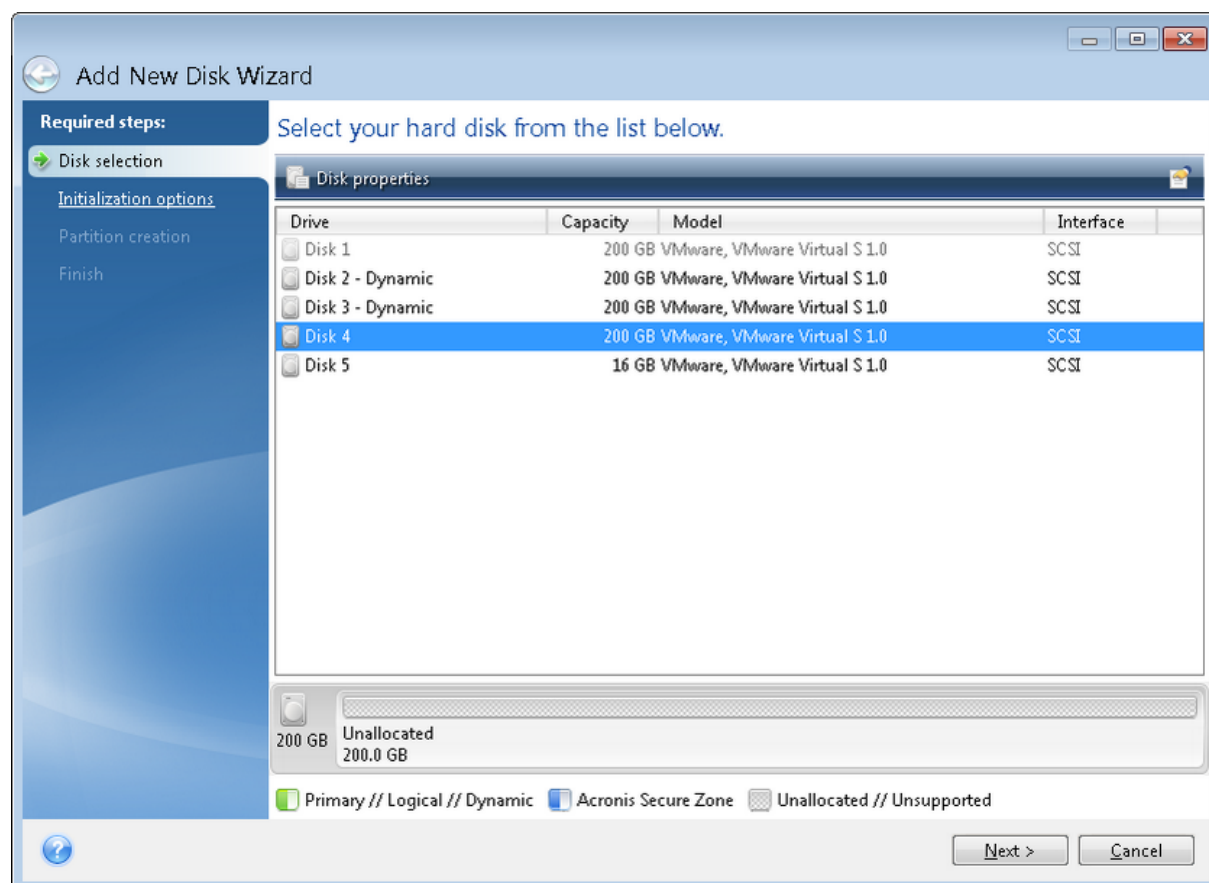 Add New Disk Wizard
Required steps:
Disk selection
Initialization options
Partition creation
Finish
Select your hard disk from the list below.
Disk properties
Drive Capacity Model Interface
Disk 1 200 GB VMware, VMware Virtual S 1.0 SCSI
Disk 2 - Dynamic 200 GB VMware, VMware Virtual S 1.0 SCSI
Disk 3 - Dynamic 200 GB VMware, VMware Virtual S 1.0 SCSI
Disk 4 200 GB VMware, VMware Virtual S 1.0 SCSI
Disk 5 16 GB VMware, VMware Virtual S 1.0 SCSI
200 GB
Unallocated
200.0 GB
Primary // Logical // Dynamic Acronis Secure Zone Unallocated // Unsupported
? Next > Cancel